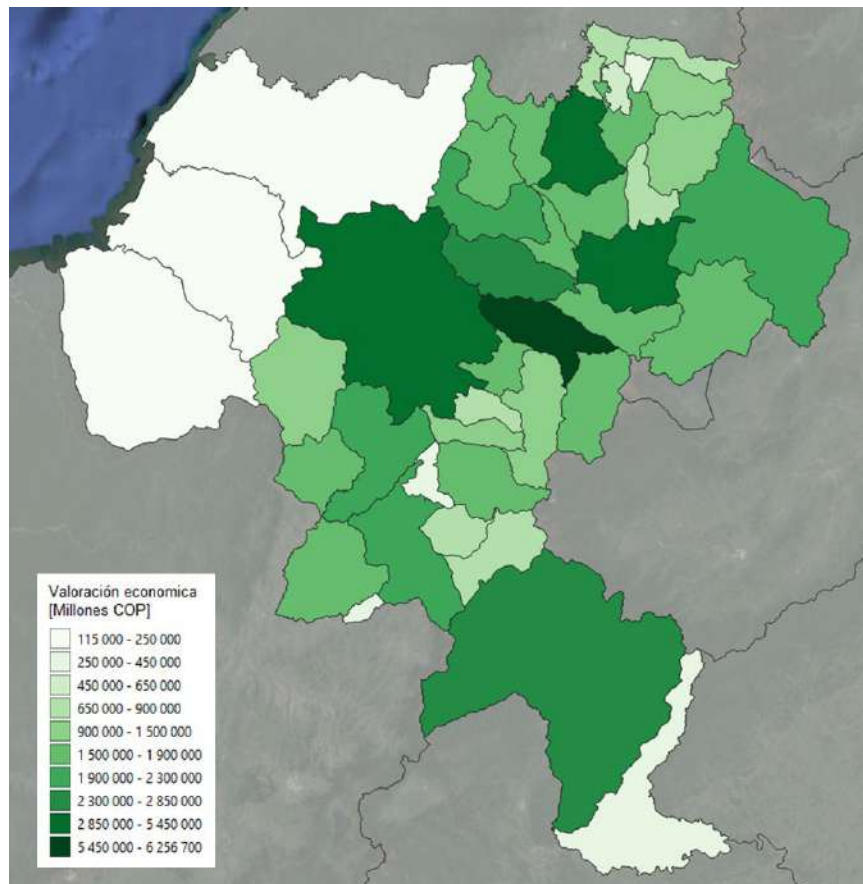 Valoración economica
[Millones COP]
115 000 - 250 000
250 000 - 450 000
450 000 - 650 000
650 000 - 900 000
900 000 - 1 500 000
1 500 000 - 1 900 000
1 900 000 - 2 300 000
2 300 000 - 2 850 000
2 850 000 - 5 450 000
5 450 000 - 6 256 700